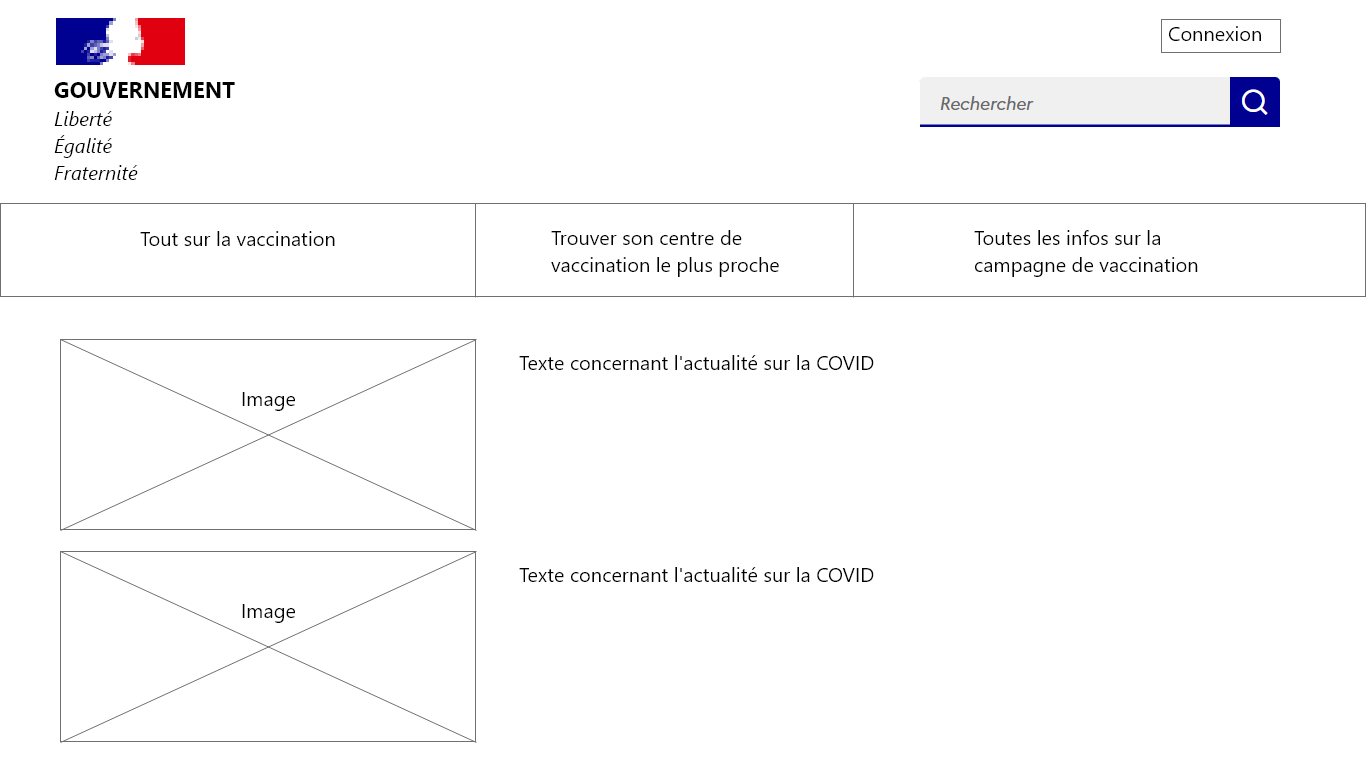 Connexion
GOUVERNEMENT
Rechercher
Liberté
Égalité
Fraternité
Tout sur la vaccination
Trouver son centre de
vaccination le plus proche
Toutes les infos sur la
campagne de vaccination
Image
Texte concernant l'actualité sur la COVID
Image
Texte concernant l'actualité sur la COVID